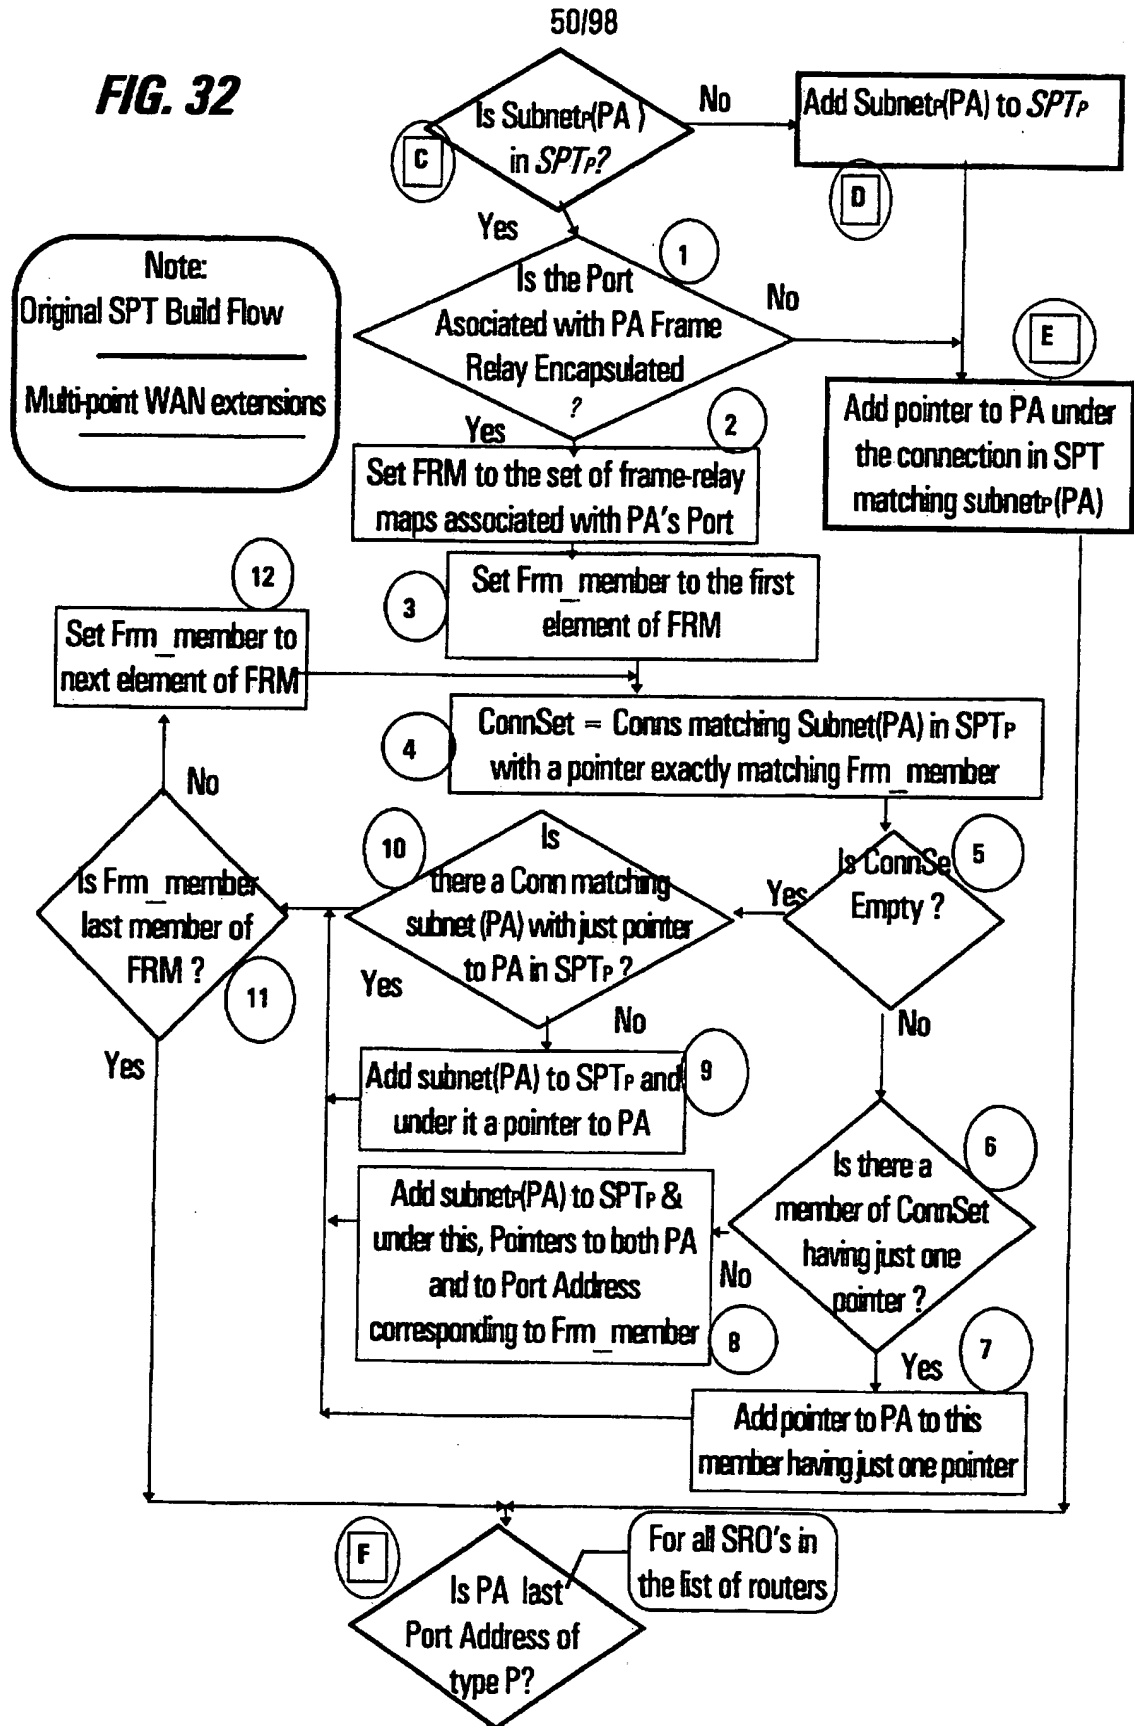 50/98
FIG. 32
Is SubnetP(PA)
in SPTP?
C
No
Add SubnetP(PA) to SPTP
D
Yes
Note:
Original SPT Build Flow
Multi-point WAN extensions
1
Is the Port
Asociated with PA Frame
Relay Encapsulated
?
No
E
Add pointer to PA under
the connection in SPT
matching subnetP(PA)
Yes
2
Set FRM to the set of frame-relay
maps associated with PA's Port
3
Set Frm_member to the first
element of FRM
12
Set Frm_member to
next element of FRM
4
ConnSet = Conns matching Subnet(PA) in SPTP
with a pointer exactly matching Frm_member
No
Is Frm_member
last member of
FRM ?
11
Yes
10
Is
there a Conn matching
subnet (PA) with just pointer
to PA in SPTP ?
Yes
No
Yes
Is ConnSe
Empty ?
5
No
Add subnet(PA) to SPTP and
under it a pointer to PA
9
6
Is there a
member of ConnSet
having just one
pointer ?
No
Add subnetP(PA) to SPTP &
under this, Pointers to both PA
and to Port Address
corresponding to Frm_member
8
Yes
7
Add pointer to PA to this
member having just one pointer
F
Is PA last
Port Address of
type P?
For all SRO's in
the list of routers